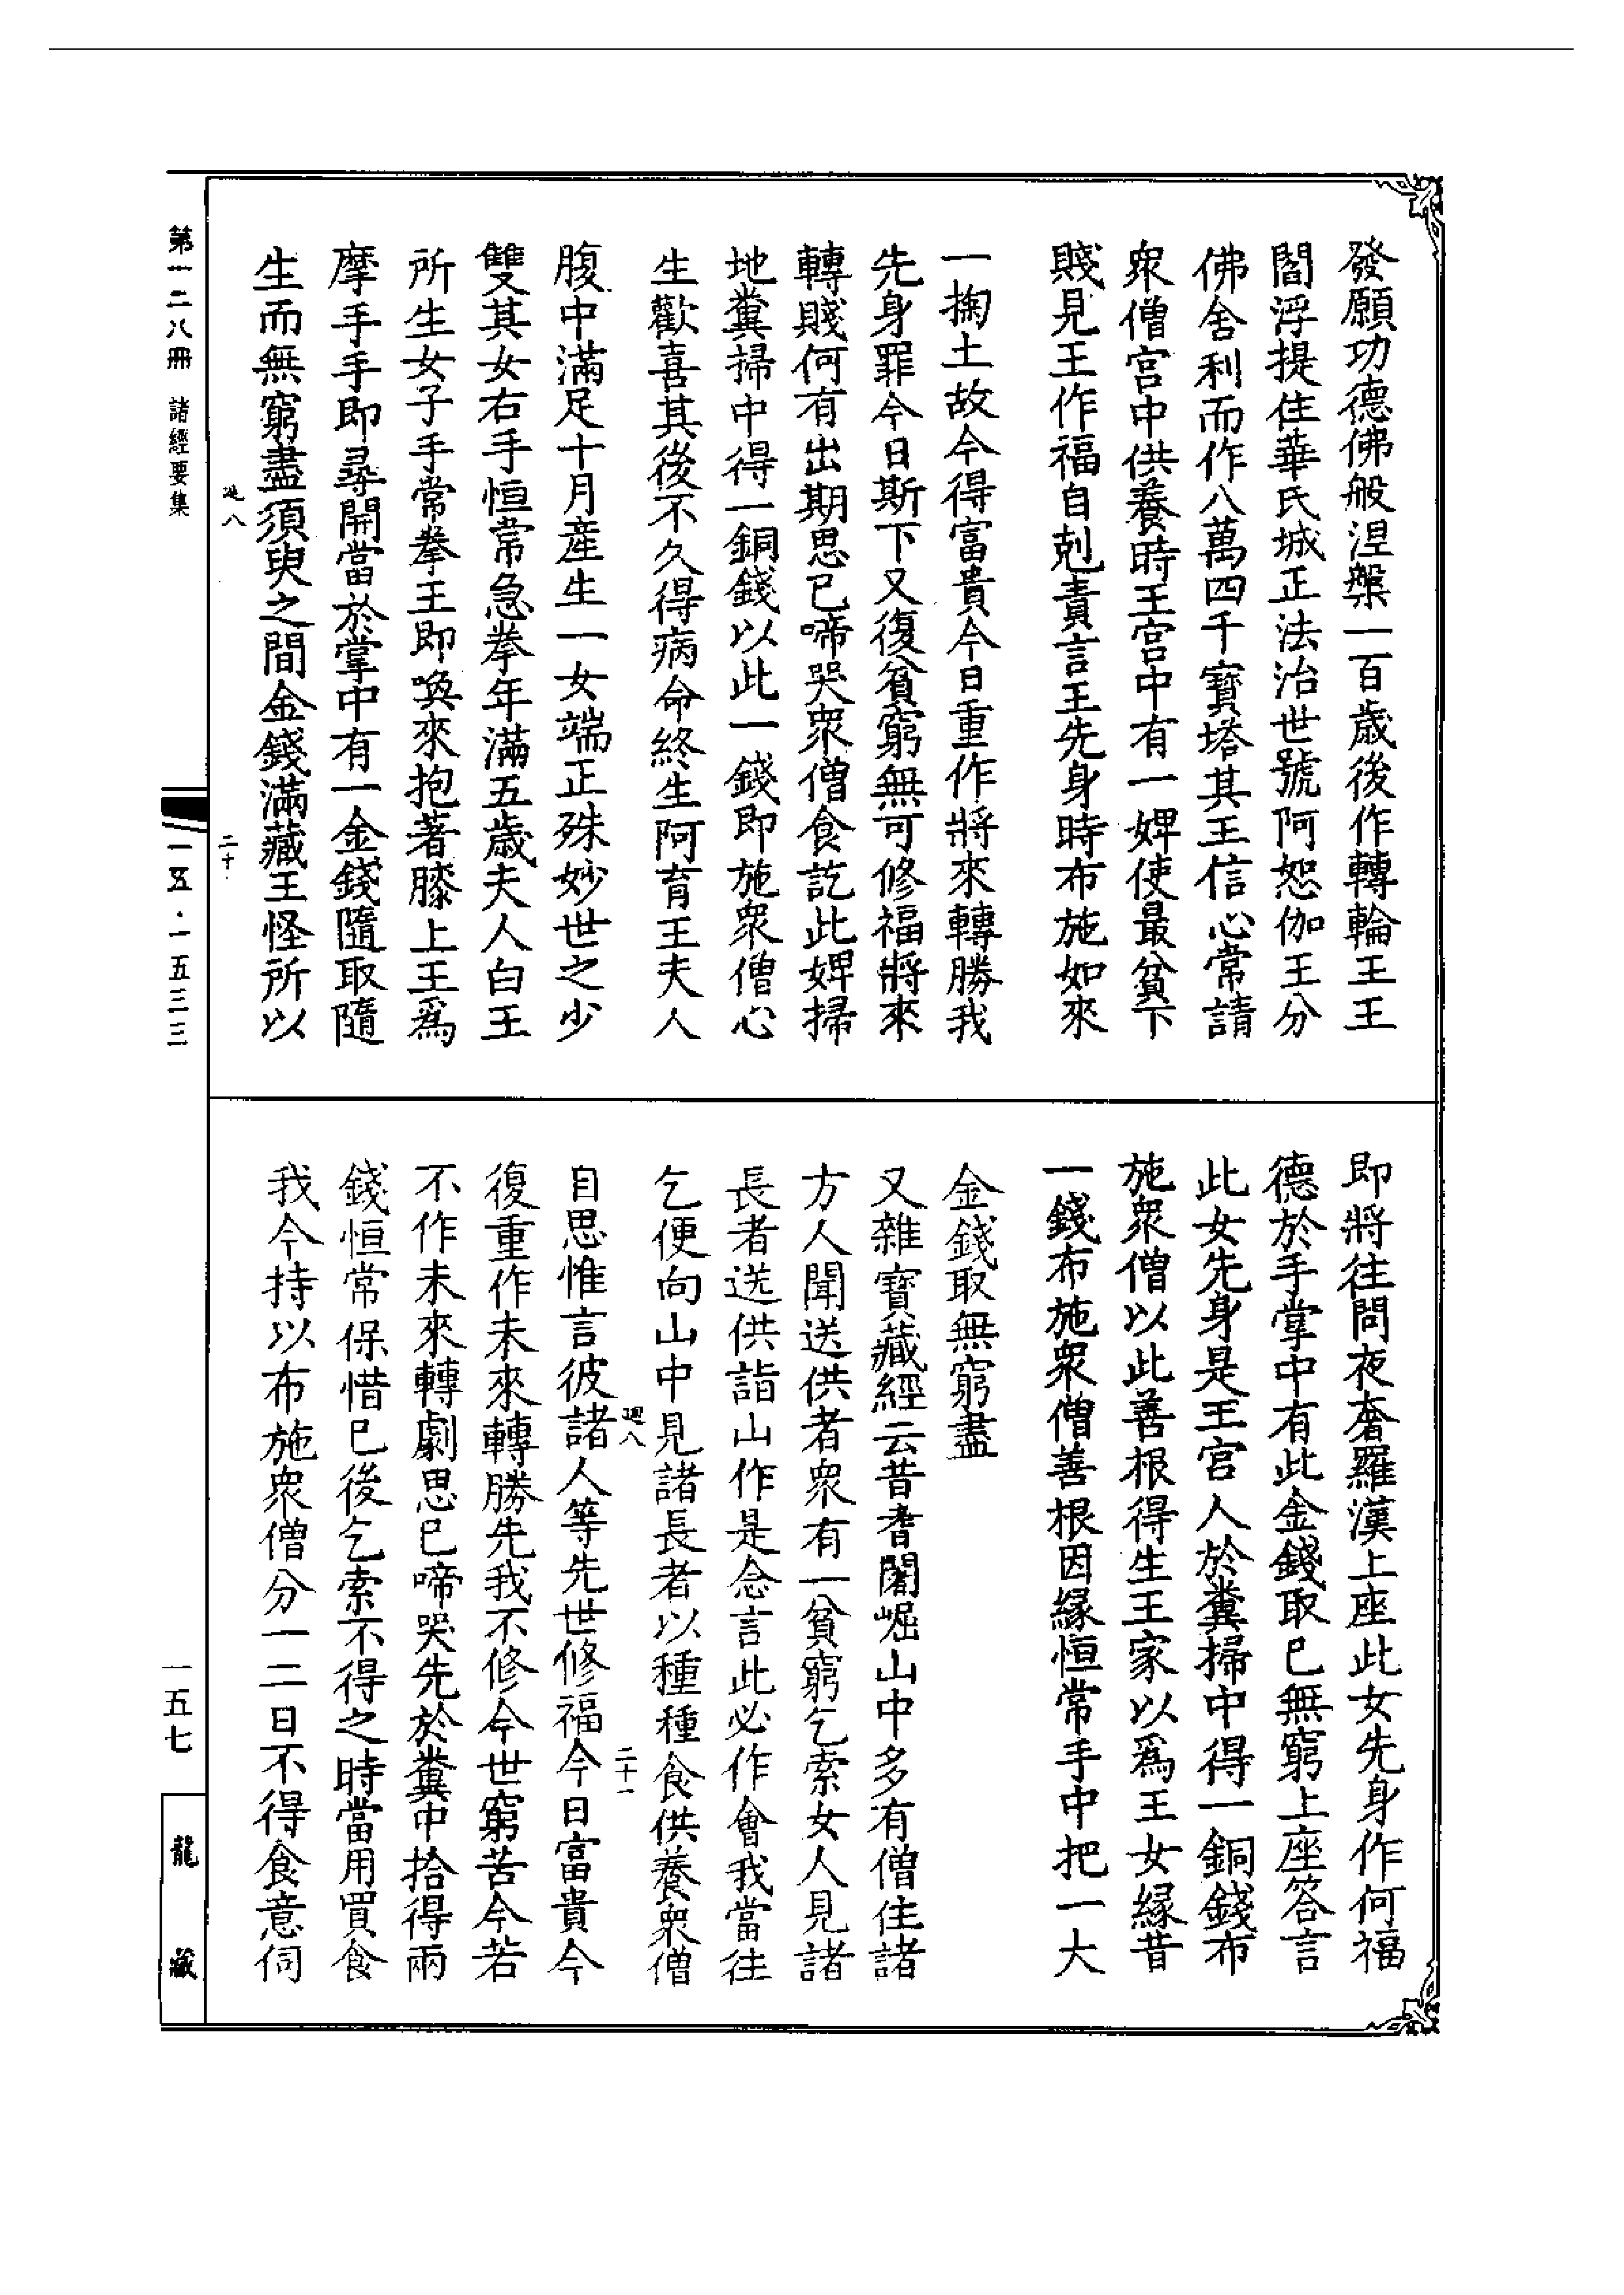 發願功德佛般涅槃一百歲後作轉輪王王
閻浮提住華氏城正法治世號阿恕伽王分
佛舍利而作八萬四千寶塔其王信心常請
衆僧宮中供養時王宮中有一婢使最貧下
賤見王作福自剋責言王先身時布施如來
一掬土故今得富貴今日重作將來轉勝我
先身罪今日斯下又復貧窮無可修福將來
轉賤何有出期思已啼哭衆僧食訖此婢掃
地糞掃中得一銅錢以此一錢即施衆僧心
生歡喜其後不久得病命終生阿育王夫人
腹中滿足十月產生一女端正殊妙世之少
雙其女右手恒常急拳年滿五歲夫人白王
所生女子手常拳王即喚來抱著膝上王爲
摩手手即尋開當於掌中有一金錢隨取隨
生而無窮盡須臾之間金錢滿藏王怪所以
即將往問夜奢羅漢上座此女先身作何福
德於手掌中有此金錢取已無窮上座答言
此女先身是王宮人於糞掃中得一銅錢布
施衆僧以此善根得生王家以爲王女緣昔
一錢布施衆僧善根因緣恒常手中把一大
金錢取無窮盡
又雜寶藏經云昔耆闍崛山中多有僧住諸
方人聞送供者衆有一貧窮乞索女人見諸
長者送供詣山作是念言此必作會我當往
乞便向山中見諸長者以種種食供養衆僧
自思惟言彼諸人等先世修福今日富貴今
復重作未來轉勝先我不修今世窮苦今若
不作未來轉劇思已啼哭先於糞中拾得兩
錢恒常保惜已後乞索不得之時當用買食
我今持以布施衆僧分一二日不得食意伺
第一二八冊 諸經要集
一五·一五三三
一五七
龍藏
迴八
二十
迴八
二十一